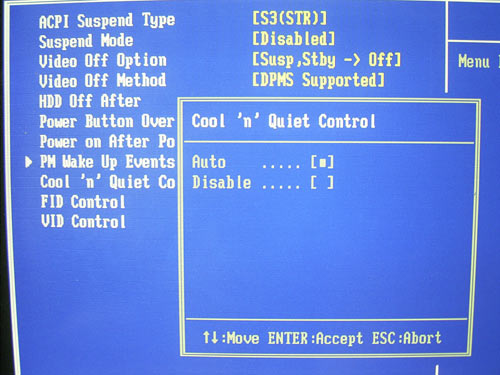 ACPI Suspend Type [S3(STR)]
Suspend Mode [Disabled]
Video Off Option [Susp,Stby -> Off]
Video Off Method [DPMS Supported]
HDD Off After
Power Button Over
Power on After Po
PM Wake Up Events
Cool 'n' Quiet Co
FID Control
VID Control
Menu
Cool 'n' Quiet Control
Auto ..... [■]
Disable ..... [ ]
↑↓:Move ENTER:Accept ESC:Abort